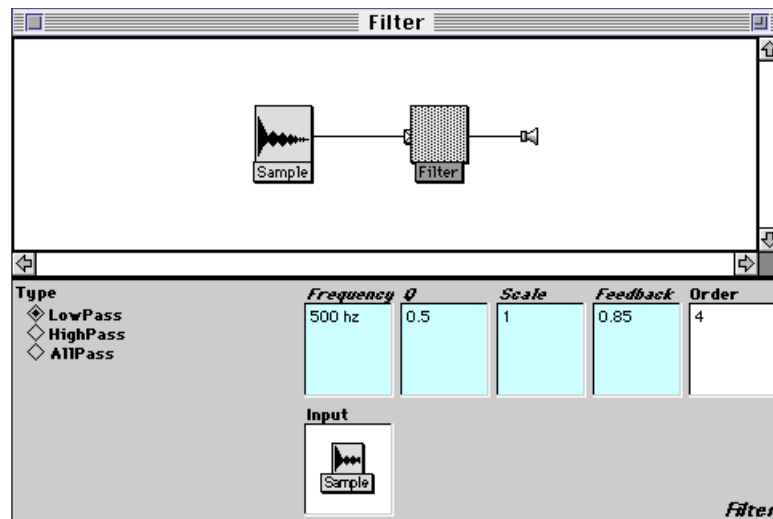 Filter
Sample
Filter
Type
LowPass
HighPass
AllPass
Frequency Q Scale Feedback Order
500 hz 0.5 1 0.85 4
Input
Sample
Filter